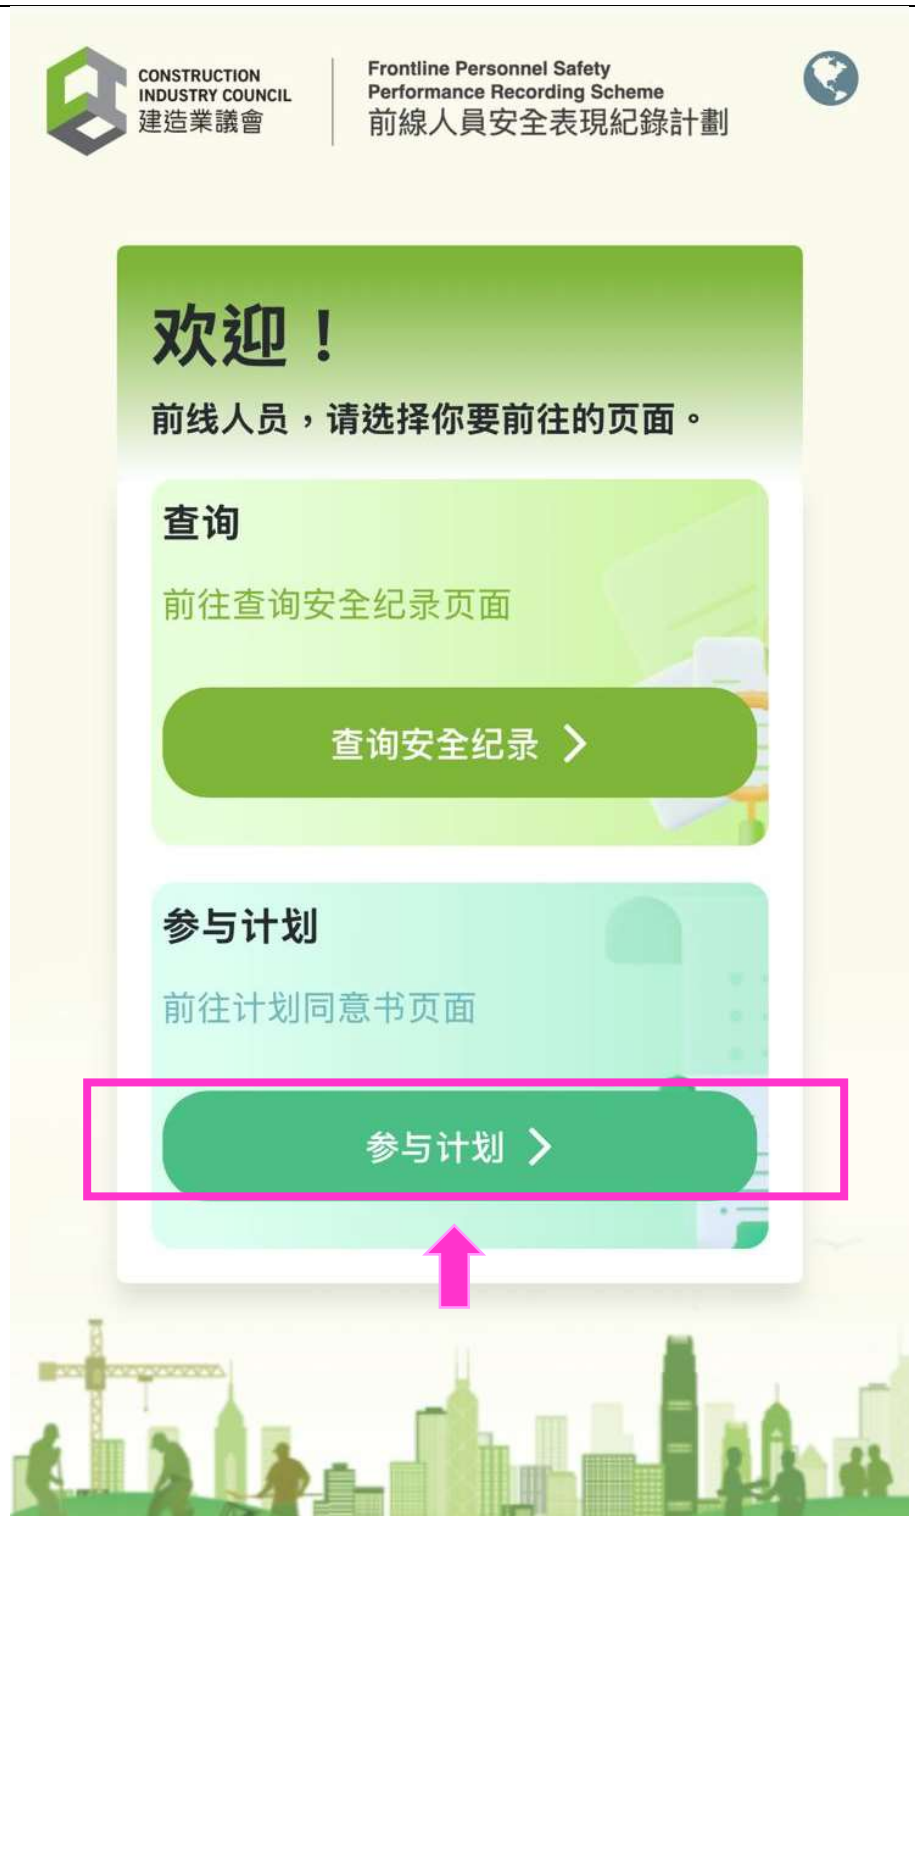 CONSTRUCTION
INDUSTRY COUNCIL
建造業議會
Frontline Personnel Safety
Performance Recording Scheme
前線人員安全表現紀錄計劃
欢迎！
前线人员，请选择你要前往的页面。
查询
前往查询安全纪录页面
查询安全纪录
参与计划
前往计划同意书页面
参与计划